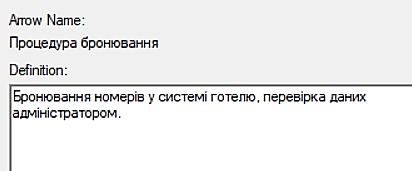 Arrow Name:
Процедура бронювання
Definition:
Бронювання номерів у системі готелю, перевірка даних
адміністратором.